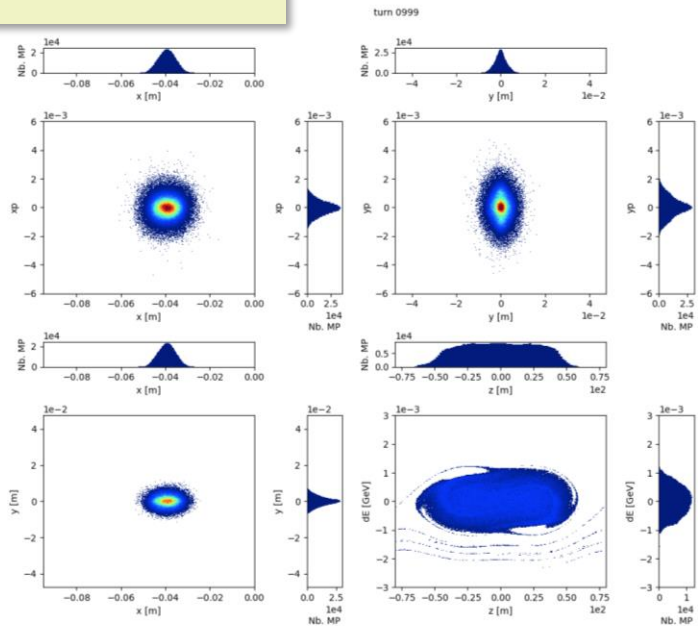 turn 0999
1e4
Nb. MP
2
0
−0.08 −0.06 −0.04 −0.02 0.00
x [m]
1e4
Nb. MP
2.5
0.0
−4 −2 0 2 4
y [m]
1e−2
1e−3
xp
6
4
2
0
−2
−4
−6
−0.08 −0.06 −0.04 −0.02 0.00
x [m]
1e−3
xp
6
4
2
0
−2
−4
−6
0.0 2.5
1e4
Nb. MP
1e−3
yp
6
4
2
0
−2
−4
−6
−4 −2 0 2 4
y [m]
1e−2
1e−3
yp
6
4
2
0
−2
−4
−6
0.0 2.5
1e4
Nb. MP
1e4
Nb. MP
2
0
−0.08 −0.06 −0.04 −0.02 0.00
x [m]
1e4
Nb. MP
0.5
0.0
−0.75 −0.50 −0.25 0.00 0.25 0.50 0.75
z [m]
1e2
1e−2
y [m]
4
2
0
−2
−4
−0.08 −0.06 −0.04 −0.02 0.00
x [m]
1e−2
y [m]
4
2
0
−2
−4
0.0 2.5
1e4
Nb. MP
1e−3
dE [GeV]
3
2
1
0
−1
−2
−3
−0.75 −0.50 −0.25 0.00 0.25 0.50 0.75
z [m]
1e2
1e−3
dE [GeV]
3
2
1
0
−1
−2
−3
0 1
1e4
Nb. MP